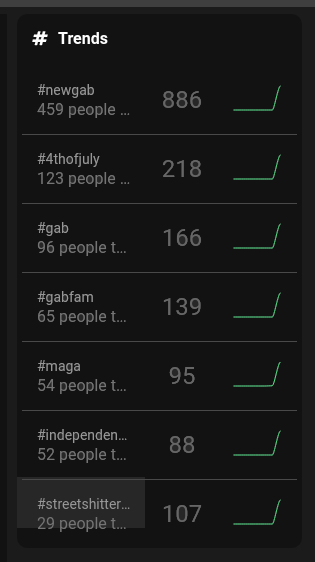 # Trends
#newgab
459 people ...
886
#4thofjuly
123 people ...
218
#gab
96 people t...
166
#gabfam
65 people t...
139
#maga
54 people t...
95
#independen...
52 people t...
88
#streetshitter...
29 people t...
107